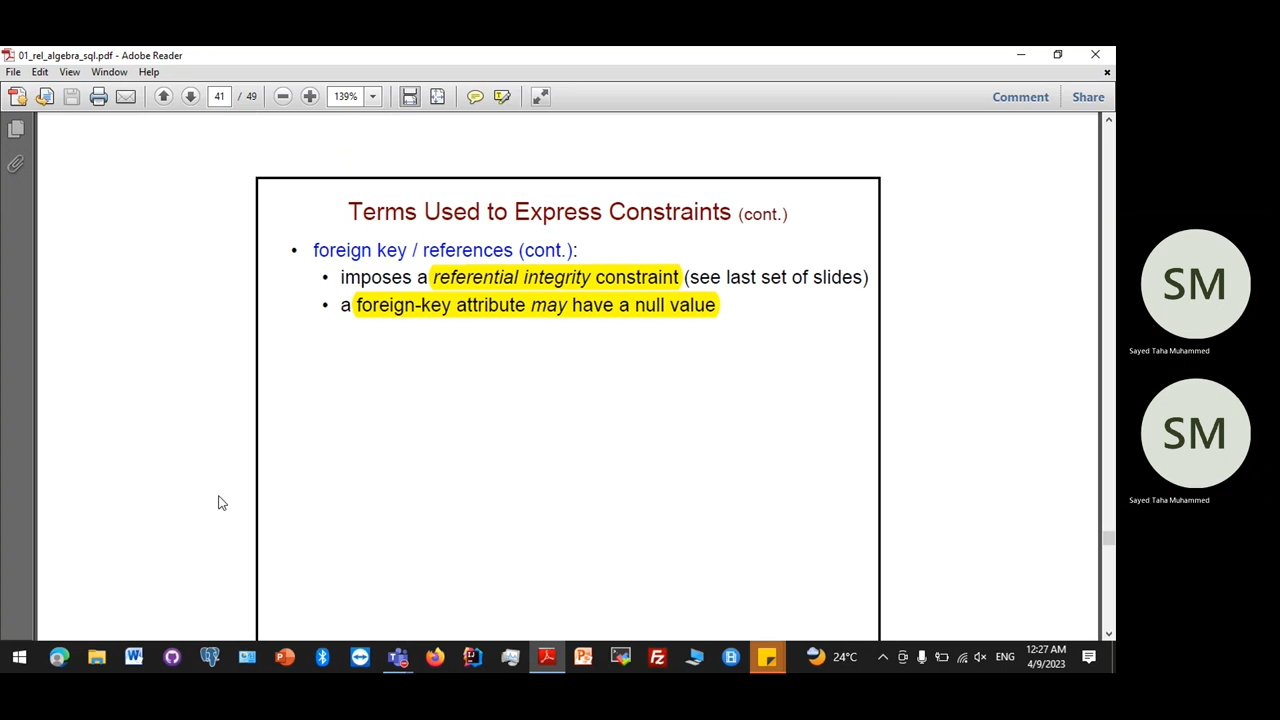 01_rel_algebra_sql.pdf - Adobe Reader
File Edit View Window Help
41 / 49 139% Comment Share
Terms Used to Express Constraints (cont.)
• foreign key / references (cont.):
• imposes a referential integrity constraint (see last set of slides)
• a foreign-key attribute may have a null value
SM
Sayed Taha Muhammed
SM
Sayed Taha Muhammed
24°C ENG 12:27 AM
4/9/2023